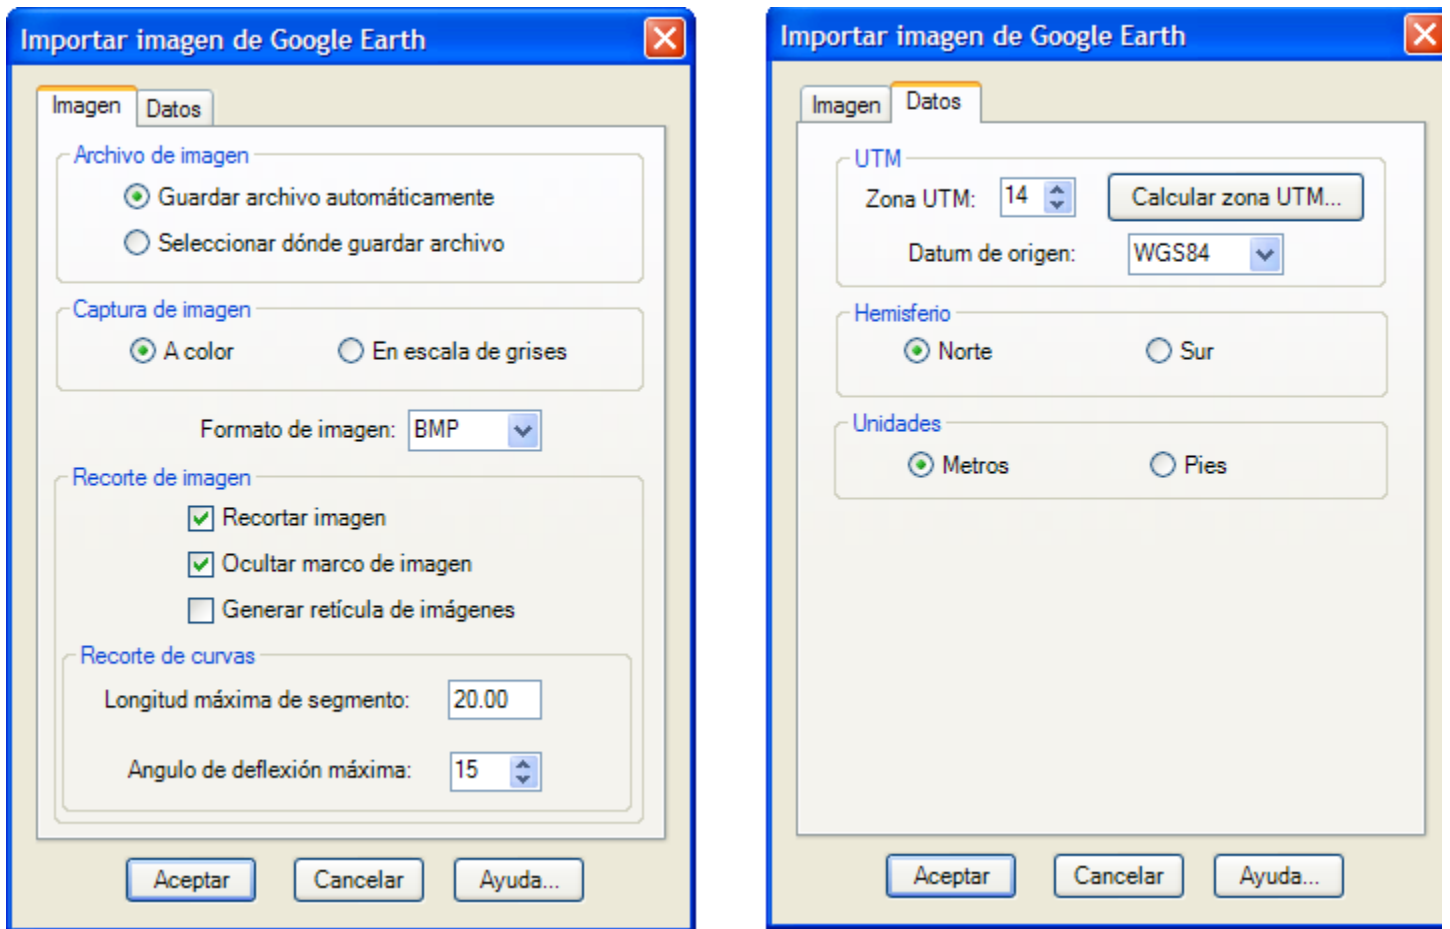 Importar imagen de Google Earth
Imagen Datos
Archivo de imagen
Guardar archivo automáticamente
Seleccionar dónde guardar archivo
Captura de imagen
A color En escala de grises
Formato de imagen: BMP
Recorte de imagen
Recortar imagen
Ocultar marco de imagen
Generar retícula de imágenes
Recorte de curvas
Longitud máxima de segmento: 20.00
Angulo de deflexión máxima: 15
Aceptar Cancelar Ayuda...
Importar imagen de Google Earth
Imagen Datos
UTM
Zona UTM: 14 Calcular zona UTM...
Datum de origen: WGS84
Hemisferio
Norte Sur
Unidades
Metros Pies
Aceptar Cancelar Ayuda...